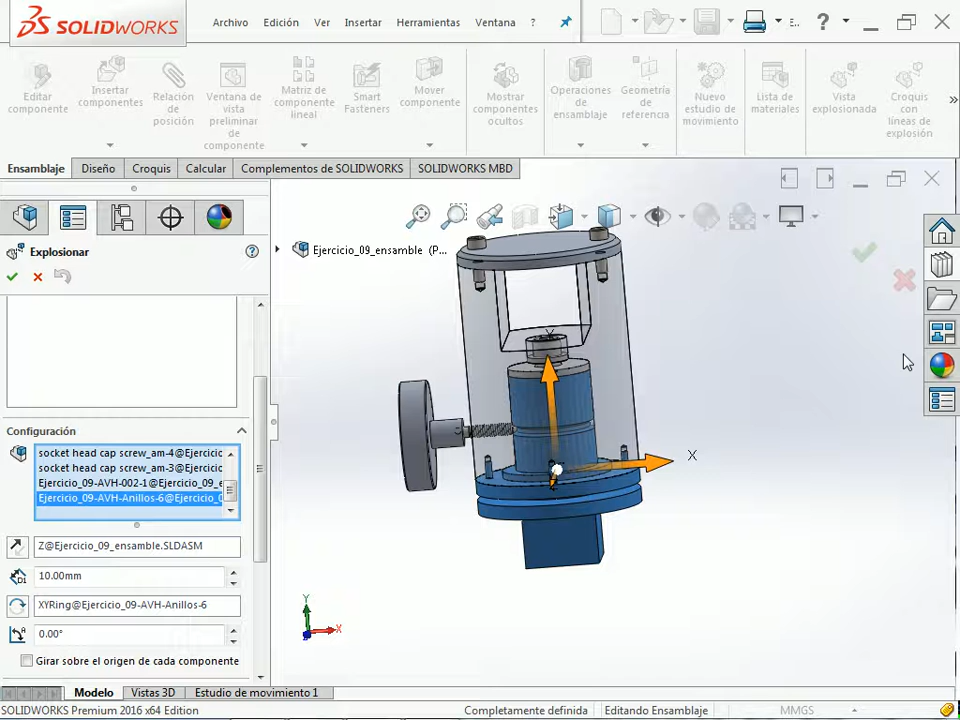 SOLIDWORKS
Archivo Edición Ver Insertar Herramientas Ventana ? E... ?
Editar componente
Insertar componentes
Relación de posición
Ventana de vista preliminar de componente
Matriz de componente lineal
Smart Fasteners
Mover componente
Mostrar componentes ocultos
Operaciones de ensamblaje
Geometría de referencia
Nuevo estudio de movimiento
Lista de materiales
Vista explosionada
Croquis con líneas de explosión
»
Ensamblaje Diseño Croquis Calcular Complementos de SOLIDWORKS SOLIDWORKS MBD
Explosionar ?
Ejercicio_09_ensamble (P...
Configuración
socket head cap screw_am-4@Ejercicio
socket head cap screw_am-3@Ejercicio
Ejercicio_09-AVH-002-1@Ejercicio_09_e
Ejercicio_09-AVH-Anillos-6@Ejercicio_0
Z@Ejercicio_09_ensamble.SLDASM
D1 10.00mm
XYRing@Ejercicio_09-AVH-Anillos-6
A 0.00°
Girar sobre el origen de cada componente
Y
X
Y
X
Modelo Vistas 3D Estudio de movimiento 1
SOLIDWORKS Premium 2016 x64 Edition Completamente definida Editando Ensamblaje MMGS